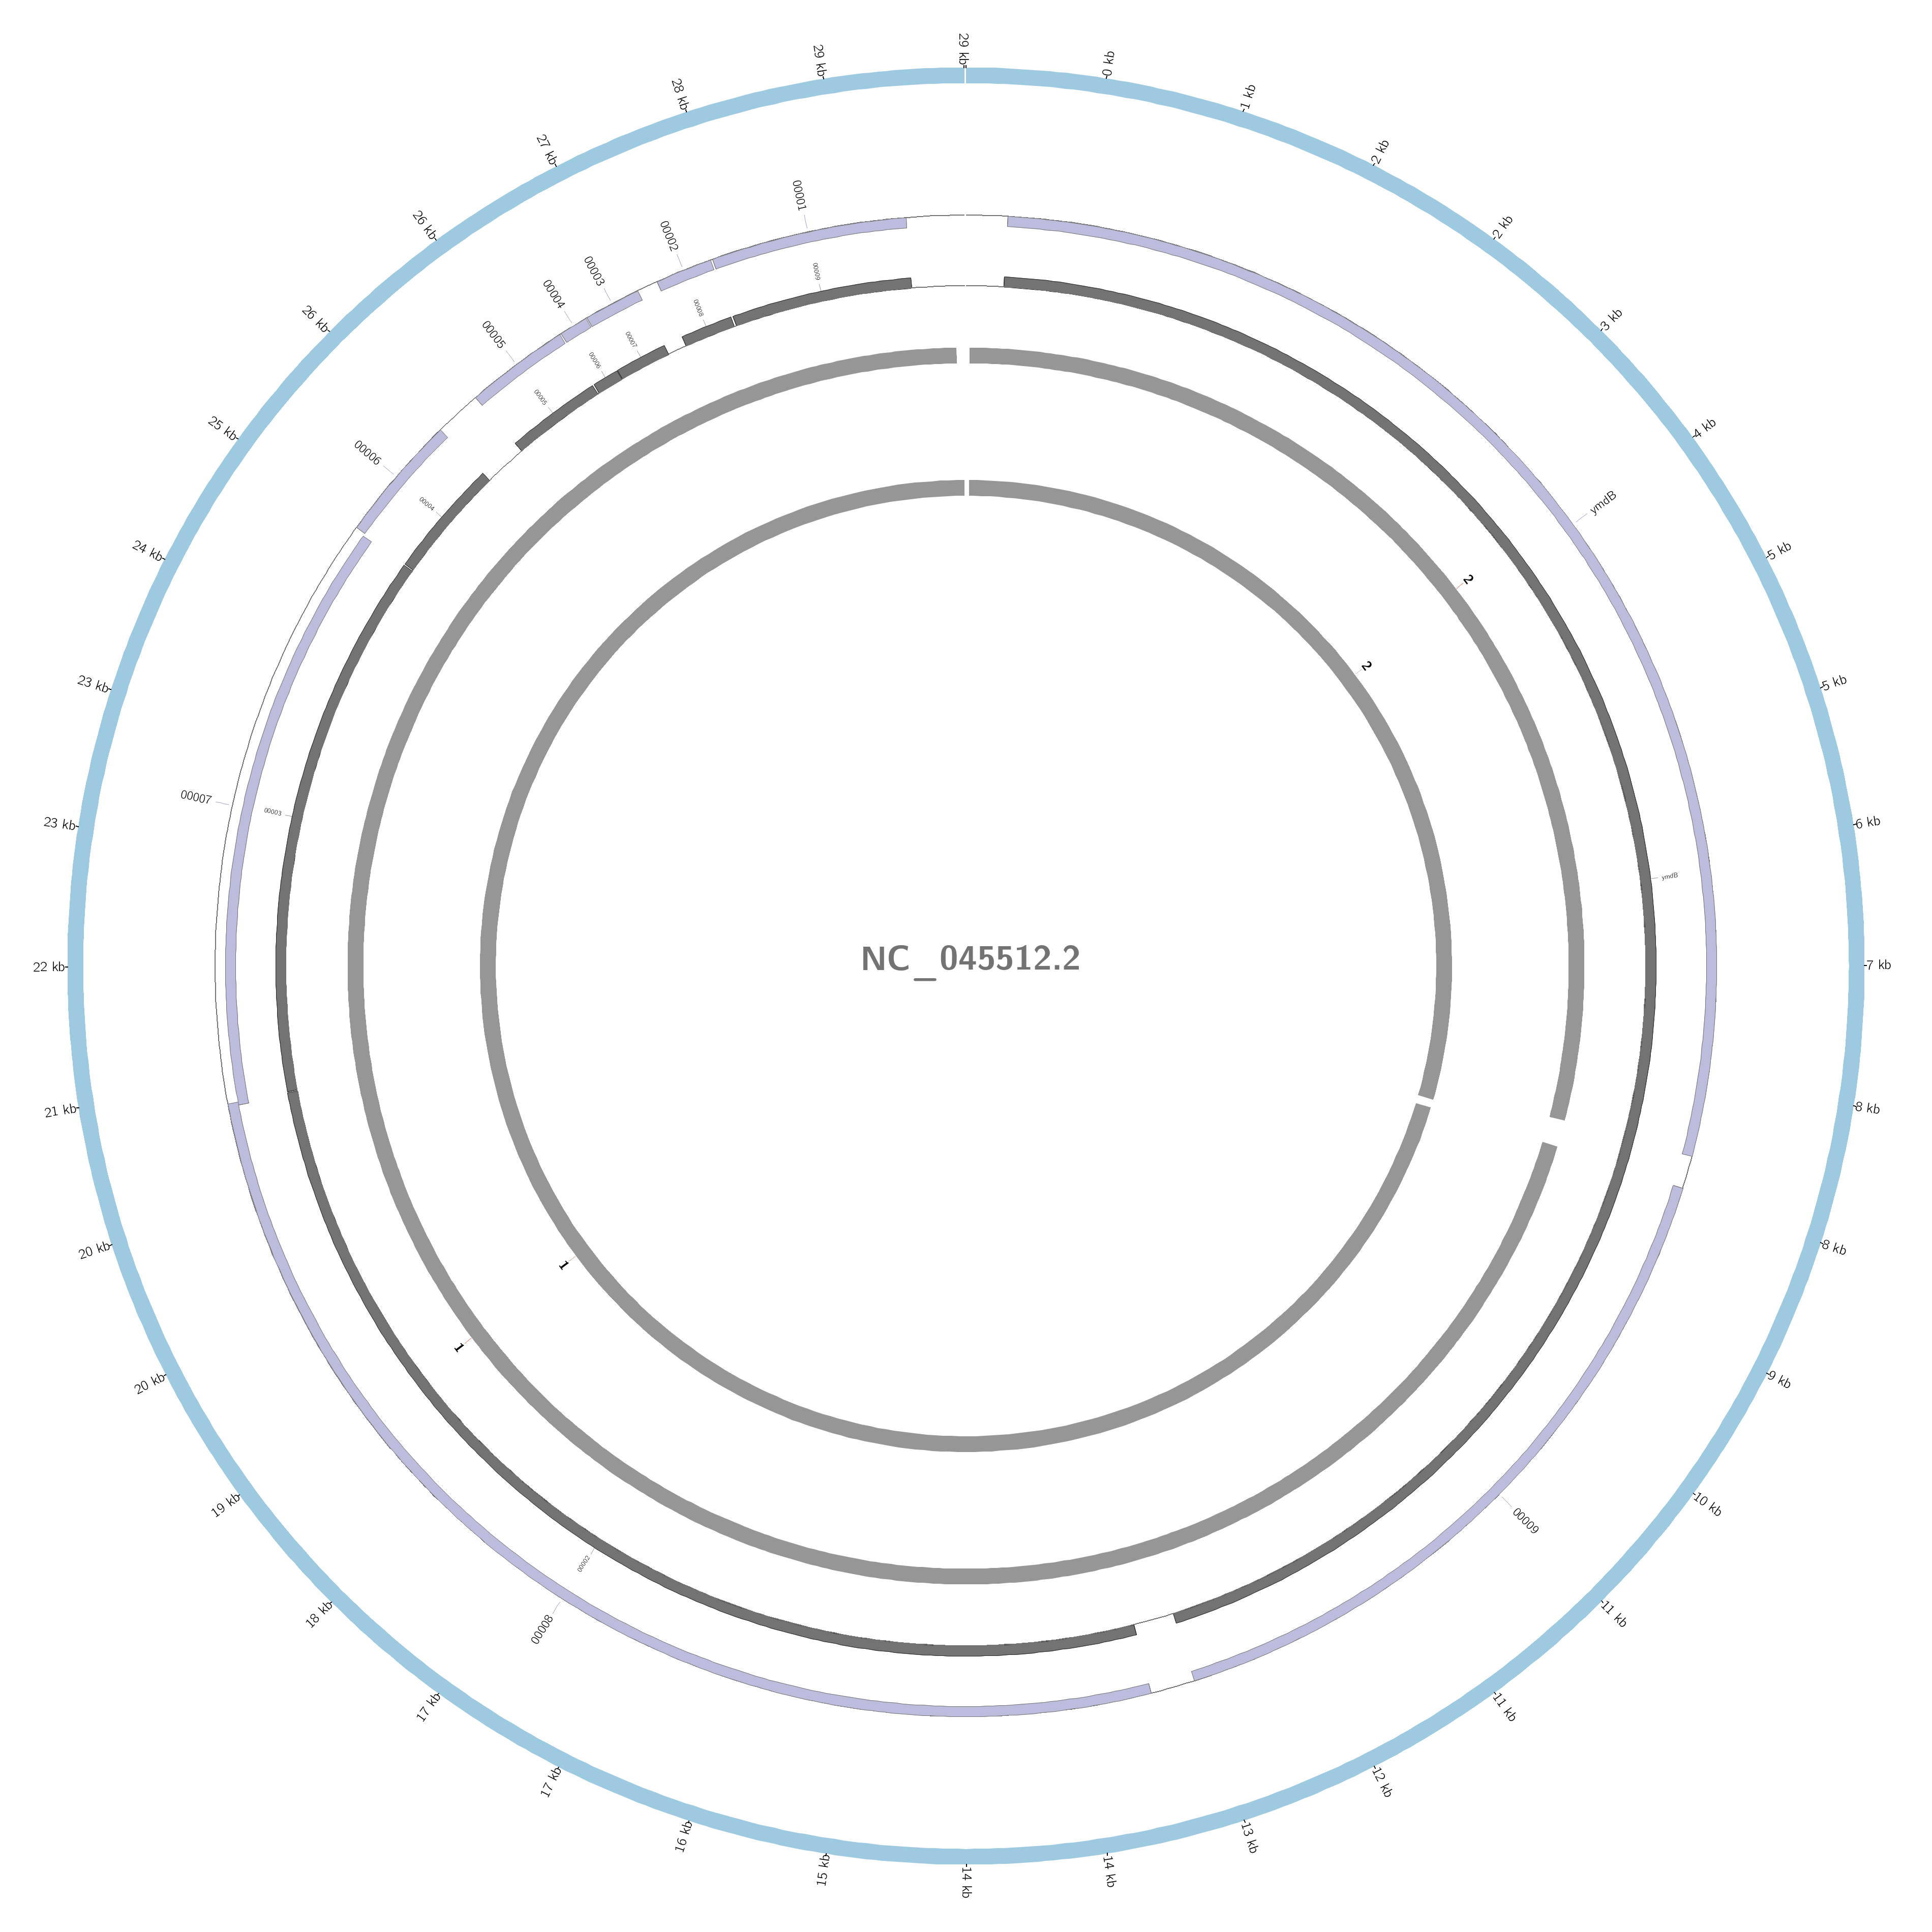 29 kb
0 kb
1 kb
2 kb
2 kb
3 kb
4 kb
5 kb
5 kb
6 kb
7 kb
8 kb
8 kb
9 kb
10 kb
11 kb
11 kb
12 kb
13 kb
14 kb
14 kb
15 kb
16 kb
17 kb
17 kb
18 kb
19 kb
20 kb
20 kb
21 kb
22 kb
23 kb
23 kb
24 kb
25 kb
26 kb
26 kb
27 kb
28 kb
29 kb
00001
00002
00003
00004
00005
00006
00007
00008
00009
ymdB
00009
00008
00007
00006
00005
00004
00003
00002
ymdB
2
1
2
1
NC_045512.2